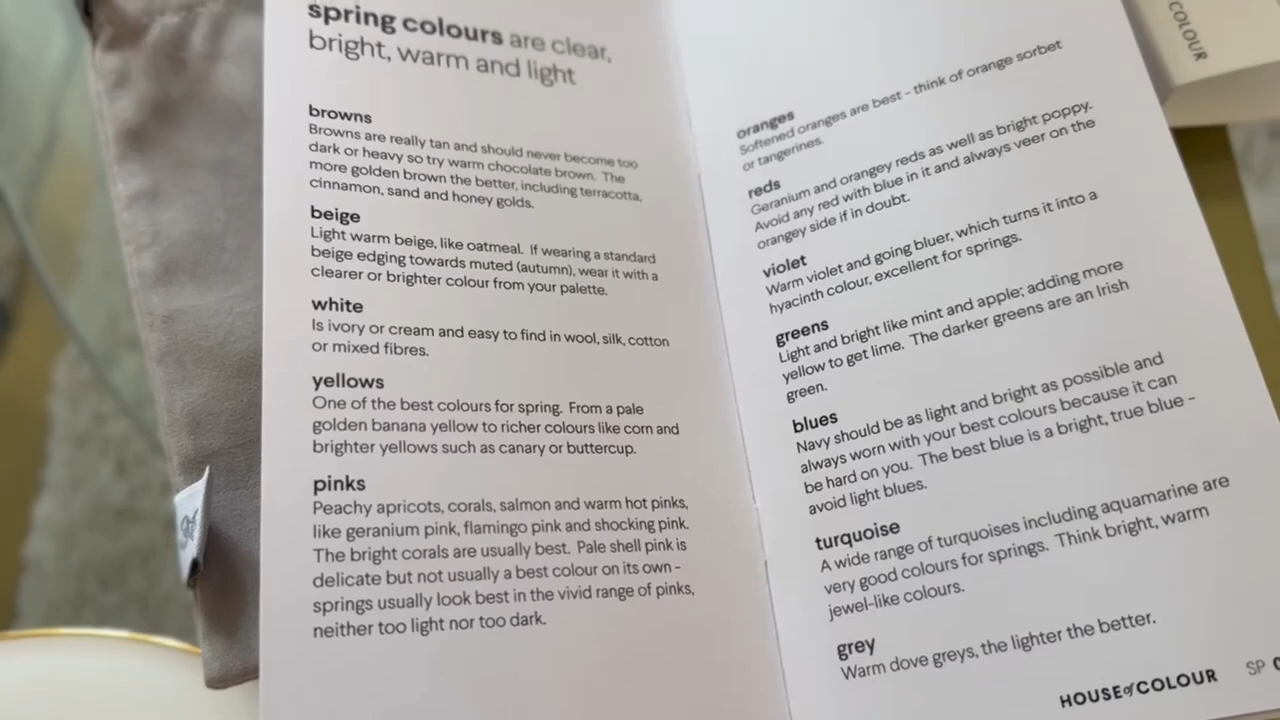 spring colours are clear,
bright, warm and light
browns
Browns are really tan and should never become too
dark or heavy so try warm chocolate brown. The
more golden brown the better, including terracotta,
cinnamon, sand and honey golds.
beige
Light warm beige, like oatmeal. If wearing a standard
beige edging towards muted (autumn), wear it with a
clearer or brighter colour from your palette.
white
Is ivory or cream and easy to find in wool, silk, cotton
or mixed fibres.
yellows
One of the best colours for spring. From a pale
golden banana yellow to richer colours like corn and
brighter yellows such as canary or buttercup.
pinks
Peachy apricots, corals, salmon and warm hot pinks,
like geranium pink, flamingo pink and shocking pink.
The bright corals are usually best. Pale shell pink is
delicate but not usually a best colour on its own -
springs usually look best in the vivid range of pinks,
neither too light nor too dark.
oranges
Softened oranges are best - think of orange sorbet
or tangerines.
reds
Geranium and orangey reds as well as bright poppy.
Avoid any red with blue in it and always veer on the
orangey side if in doubt.
violet
Warm violet and going bluer, which turns it into a
hyacinth colour, excellent for springs.
greens
Light and bright like mint and apple; adding more
yellow to get lime. The darker greens are an Irish
green.
blues
Navy should be as light and bright as possible and
always worn with your best colours because it can
be hard on you. The best blue is a bright, true blue -
avoid light blues.
turquoise
A wide range of turquoises including aquamarine are
very good colours for springs. Think bright, warm
jewel-like colours.
grey
Warm dove greys, the lighter the better.
HOUSE of COLOUR SP
COLOUR